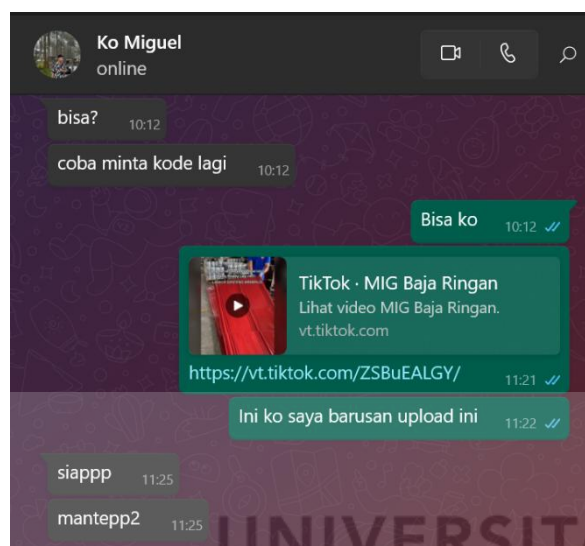 Ko Miguel
online
bisa? 10:12
coba minta kode lagi 10:12
Bisa ko 10:12
TikTok · MIG Baja Ringan
Lihat video MIG Baja Ringan.
vt.tiktok.com
https://vt.tiktok.com/ZSBuEALGY/ 11:21
Ini ko saya barusan upload ini 11:22
siappp 11:25
mantepp2 11:25
UNIVERSIT